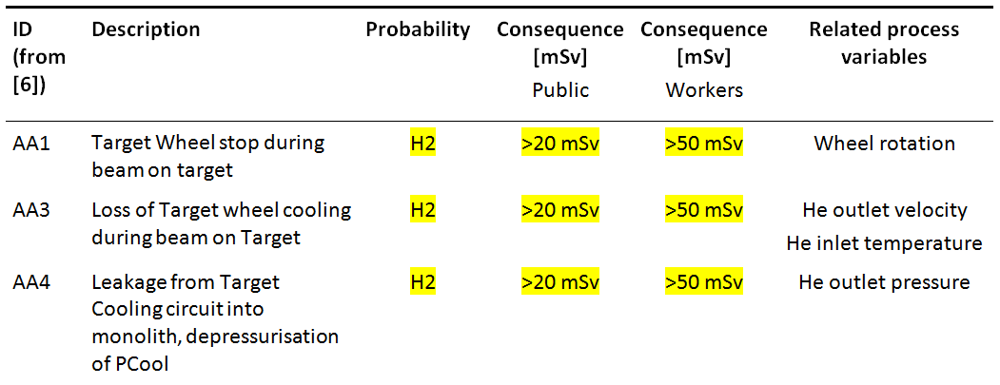 ID Description Probability Consequence Consequence Related process
(from [mSv] [mSv] variables
[6]) Public Workers
AA1 Target Wheel stop during H2 >20 mSv >50 mSv Wheel rotation
beam on target
AA3 Loss of Target wheel cooling H2 >20 mSv >50 mSv He outlet velocity
during beam on Target He inlet temperature
AA4 Leakage from Target H2 >20 mSv >50 mSv He outlet pressure
Cooling circuit into
monolith, depressurisation
of PCool